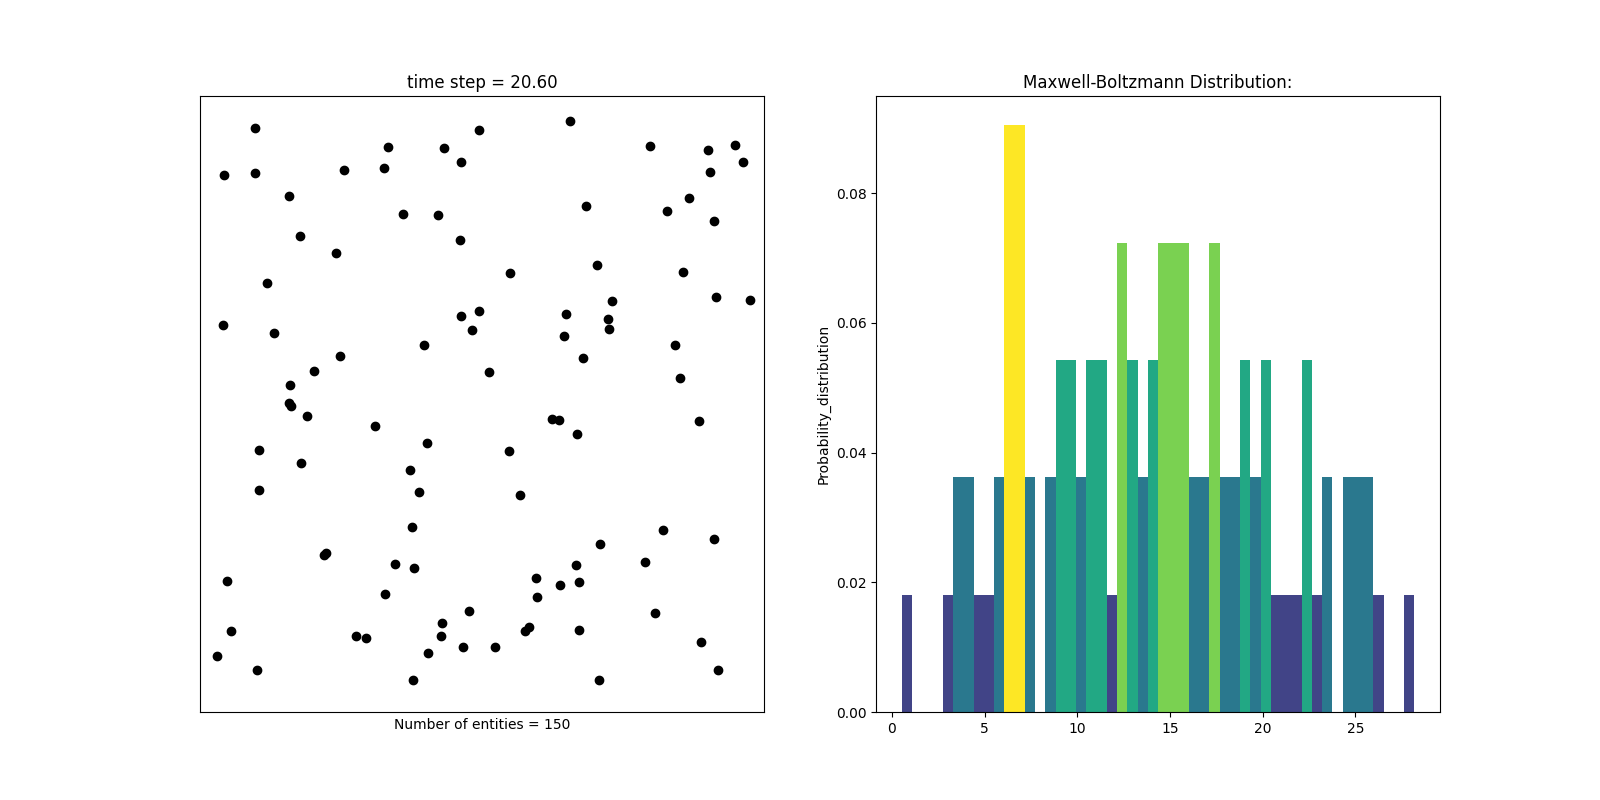 time step = 20.60
Number of entities = 150
Maxwell-Boltzmann Distribution:
Probability_distribution
0.08
0.06
0.04
0.02
0.00
0 5 10 15 20 25